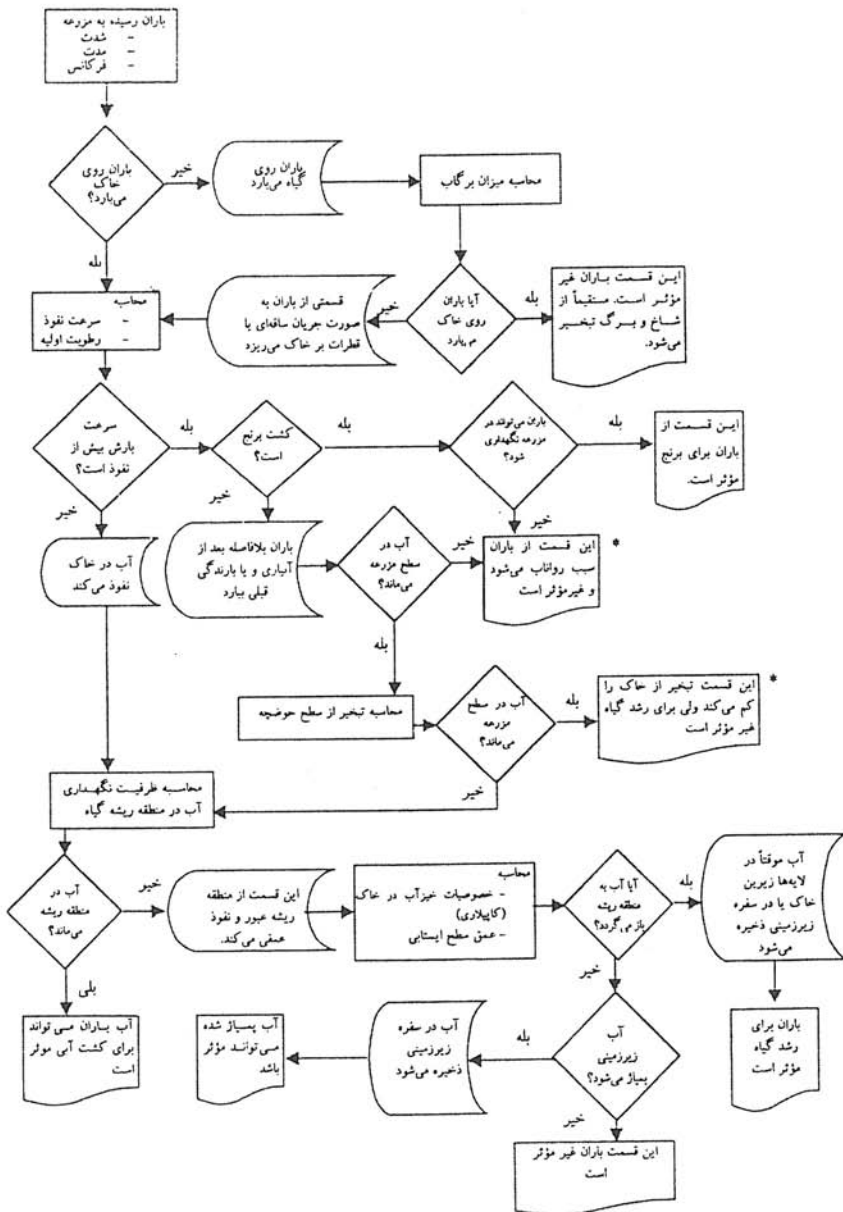 باران رسیده به مزرعه
- شدت
- مدت
- فرکانس
باران روی
خاک
می‌بارد؟
خیر
باران روی
گیاه می‌بارد
محاسبه میزان برگاب
بله
آیا باران
روی خاک
می‌بارد
بله
این قسمت باران غیر
مؤثر است. مستقیماً از
شاخ و برگ تبخیر
می‌شود.
خیر
قسمتی از باران به
صورت جریان ساقه‌ای یا
قطرات بر خاک می‌ریزد
محاسبه
- سرعت نفوذ
- رطوبت اولیه
سرعت
بارش بیش از
نفوذ است؟
بله
کشت برنج
است؟
بله
باران می‌تواند در
مزرعه نگهداری
شود؟
بله
این قسمت از
باران برای برنج
مؤثر است.
خیر
خیر
خیر
آب در خاک
نفوذ می‌کند
باران بلافاصله بعد از
آبیاری و یا بارندگی
قبلی ببارد
آب در
سطح مزرعه
می‌ماند؟
خیر
این قسمت از باران
سبب رواناب می‌شود
و غیرمؤثر است
*
بله
محاسبه تبخیر از سطح حوضچه
آب در سطح
مزرعه
می‌ماند؟
بله
این قسمت تبخیر از خاک را
کم می‌کند ولی برای رشد گیاه
غیر مؤثر است
*
خیر
محاسبه ظرفیت نگهداری
آب در منطقه ریشه گیاه
آب در
منطقه ریشه
می‌ماند؟
خیر
این قسمت از منطقه
ریشه عبور و نفوذ
عمقی می‌کند.
محاسبه
- خصوصیات خیزآب در خاک
(کاپیلاری)
- عمق سطح ایستابی
آیا آب به
منطقه ریشه
باز می‌گردد؟
بله
آب موقتاً در
لایه‌ها زیرین
خاک یا در سفره
زیرزمینی ذخیره
می‌شود
بلی
خیر
آب باران می‌تواند
برای کشت آبی موثر
است
آب پمپاژ شده
می‌تواند مؤثر
باشد
آب در سفره
زیرزمینی
ذخیره می‌شود
بله
آب
زیرزمینی
پمپاژ می‌شود؟
باران برای
رشد گیاه
مؤثر است
خیر
این قسمت باران غیر مؤثر
است